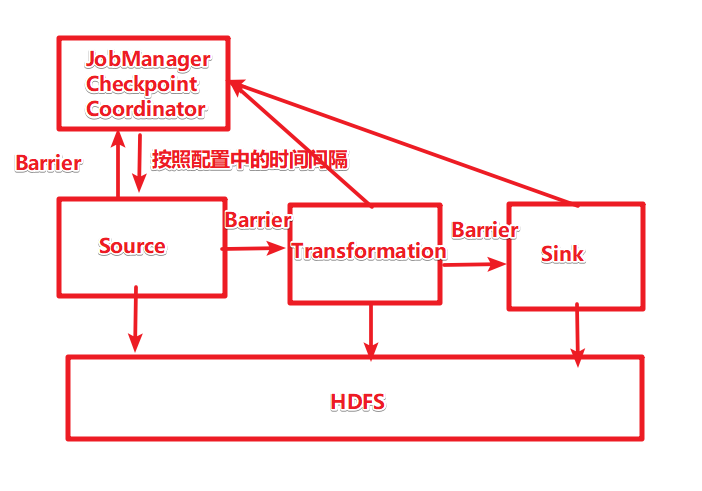 JobManager
Checkpoint
Coordinator
Barrier
按照配置中的时间间隔
Source
Barrier
Transformation
Barrier
Sink
HDFS